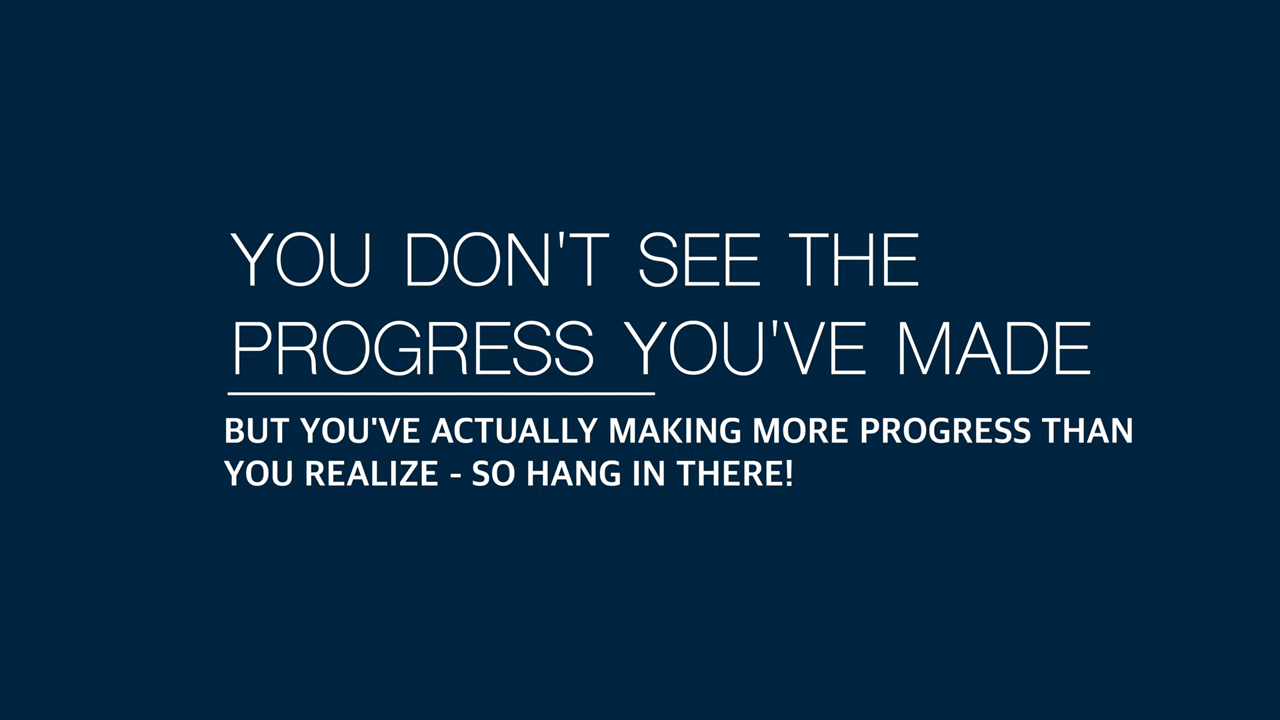 YOU DON'T SEE THE
PROGRESS YOU'VE MADE
BUT YOU'VE ACTUALLY MAKING MORE PROGRESS THAN
YOU REALIZE - SO HANG IN THERE!